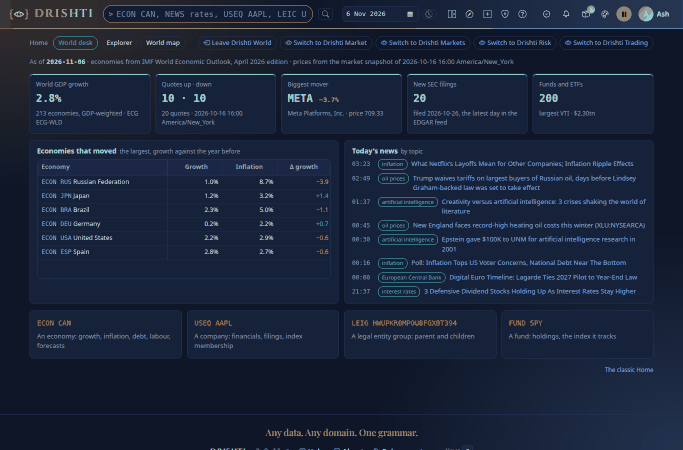 DRISHTI
ECON CAN, NEWS rates, USEQ AAPL, LEIC U
6 Nov 2026
Ash
Home World desk Explorer World map Leave Drishti World Switch to Drishti Market Switch to Drishti Markets Switch to Drishti Risk Switch to Drishti Trading
As of 2026-11-06 · economies from IMF World Economic Outlook, April 2026 edition · prices from the market snapshot of 2026-10-16 16:00 America/New_York
World GDP growth
2.8%
213 economies, GDP-weighted · ECG
ECG-WLD
Quotes up · down
10 · 10
20 quotes · 2026-10-16 16:00
America/New_York
Biggest mover
META −3.7%
Meta Platforms, Inc. · price 709.33
New SEC filings
20
filed 2026-10-26, the latest day in the
EDGAR feed
Funds and ETFs
200
largest VTI · $2.30tn
Economies that moved the largest, growth against the year before
Economy Growth Inflation Δ growth
ECON RUS Russian Federation 1.0% 8.7% −3.9
ECON JPN Japan 1.2% 3.2% +1.4
ECON BRA Brazil 2.3% 5.0% −1.1
ECON DEU Germany 0.2% 2.2% +0.7
ECON USA United States 2.2% 2.9% −0.6
ECON ESP Spain 2.8% 2.7% −0.6
Today's news by topic
03:23 inflation What Netflix's Layoffs Mean for Other Companies; Inflation Ripple Effects
02:49 oil prices Trump waives tariffs on largest buyers of Russian oil, days before Lindsey
Graham-backed law was set to take effect
01:37 artificial intelligence Creativity versus artificial intelligence: 3 crises shaking the world of
literature
00:45 oil prices New England faces record-high heating oil costs this winter (XLU:NYSEARCA)
00:30 artificial intelligence Epstein gave $100K to UNM for artificial intelligence research in
2001
00:16 inflation Poll: Inflation Tops US Voter Concerns, National Debt Near The Bottom
00:00 European Central Bank Digital Euro Timeline: Lagarde Ties 2027 Pilot to Year-End Law
21:37 interest rates 3 Defensive Dividend Stocks Holding Up As Interest Rates Stay Higher
ECON CAN
An economy: growth, inflation, debt, labour,
forecasts
USEQ AAPL
A company: financials, filings, index
membership
LEIG HWUPKR0MPOU8FGXBT394
A legal entity group: parent and children
FUND SPY
A fund: holdings, the index it tracks
The classic Home
Any data. Any domain. One grammar.
DRISHTI